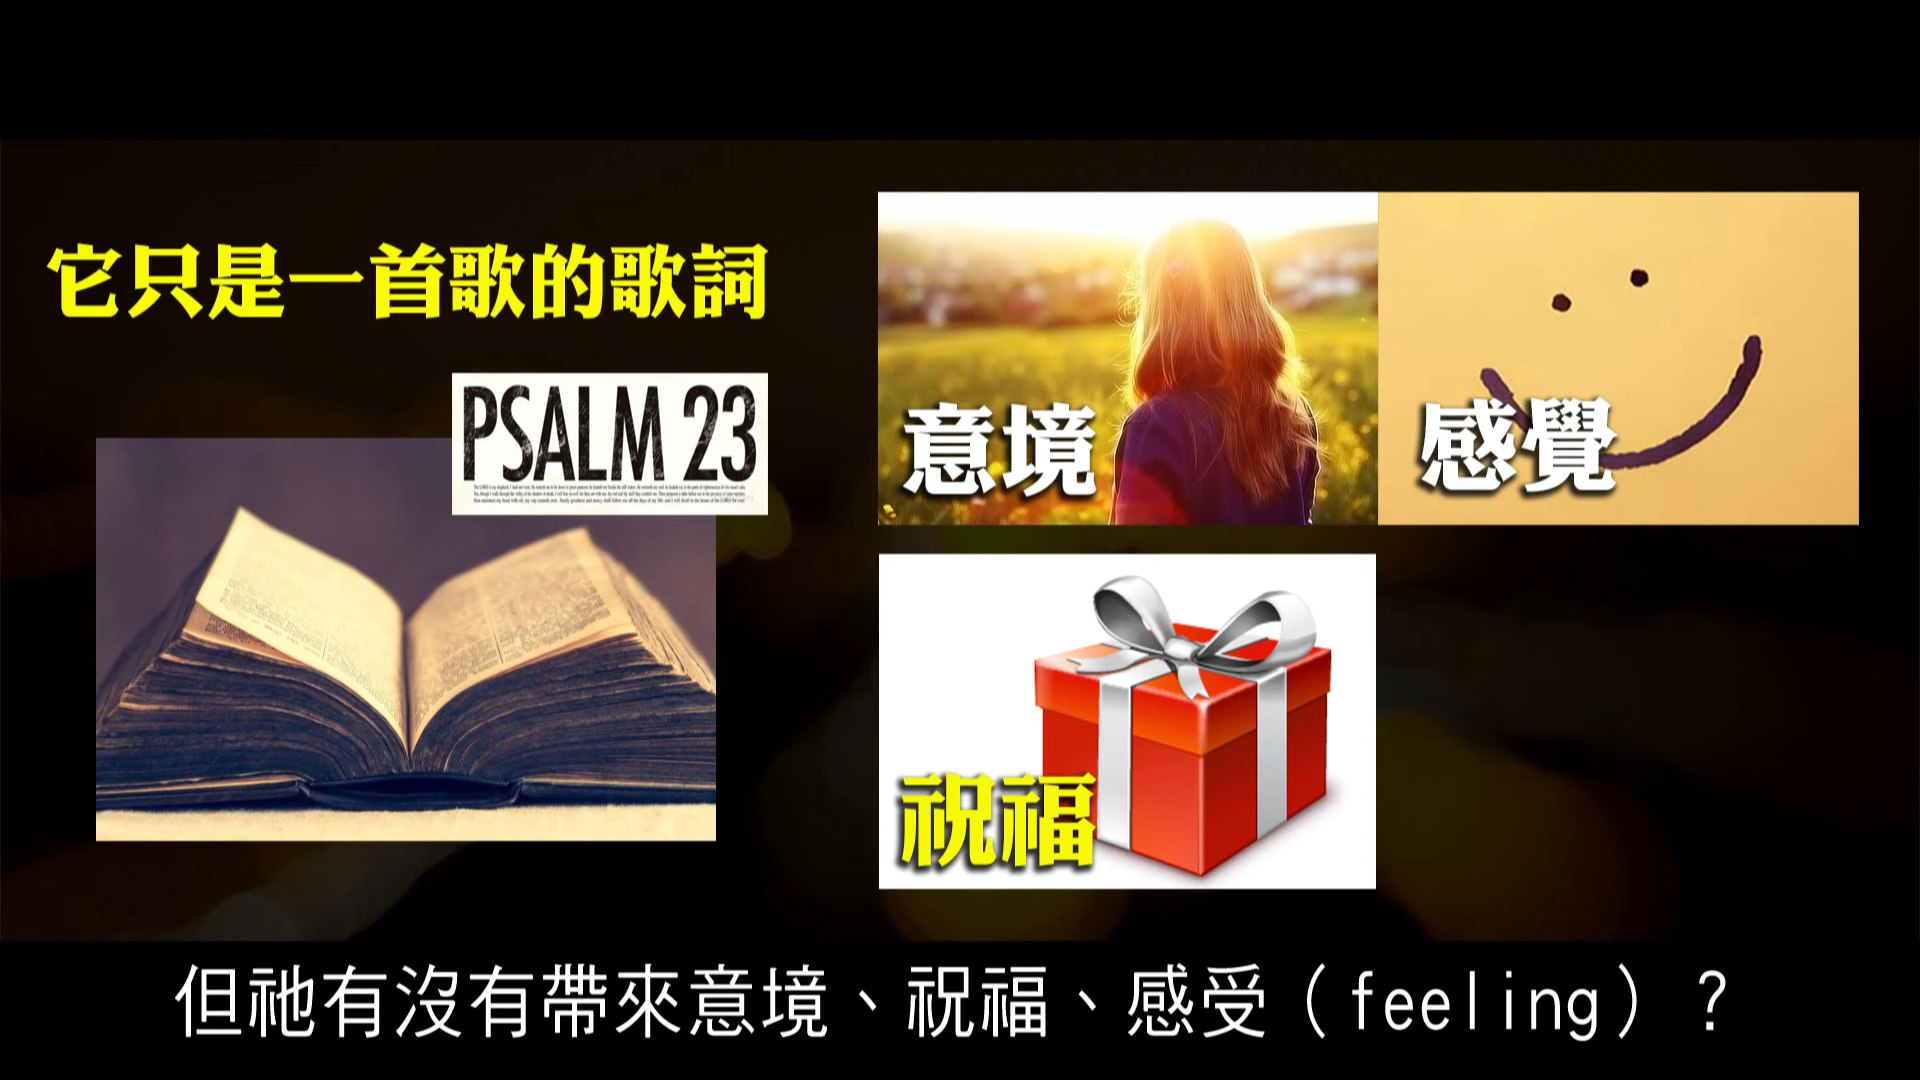 它只是一首歌的歌詞
PSALM 23
意境
感覺
祝福
但祂有沒有帶來意境、祝福、感受（feeling）？